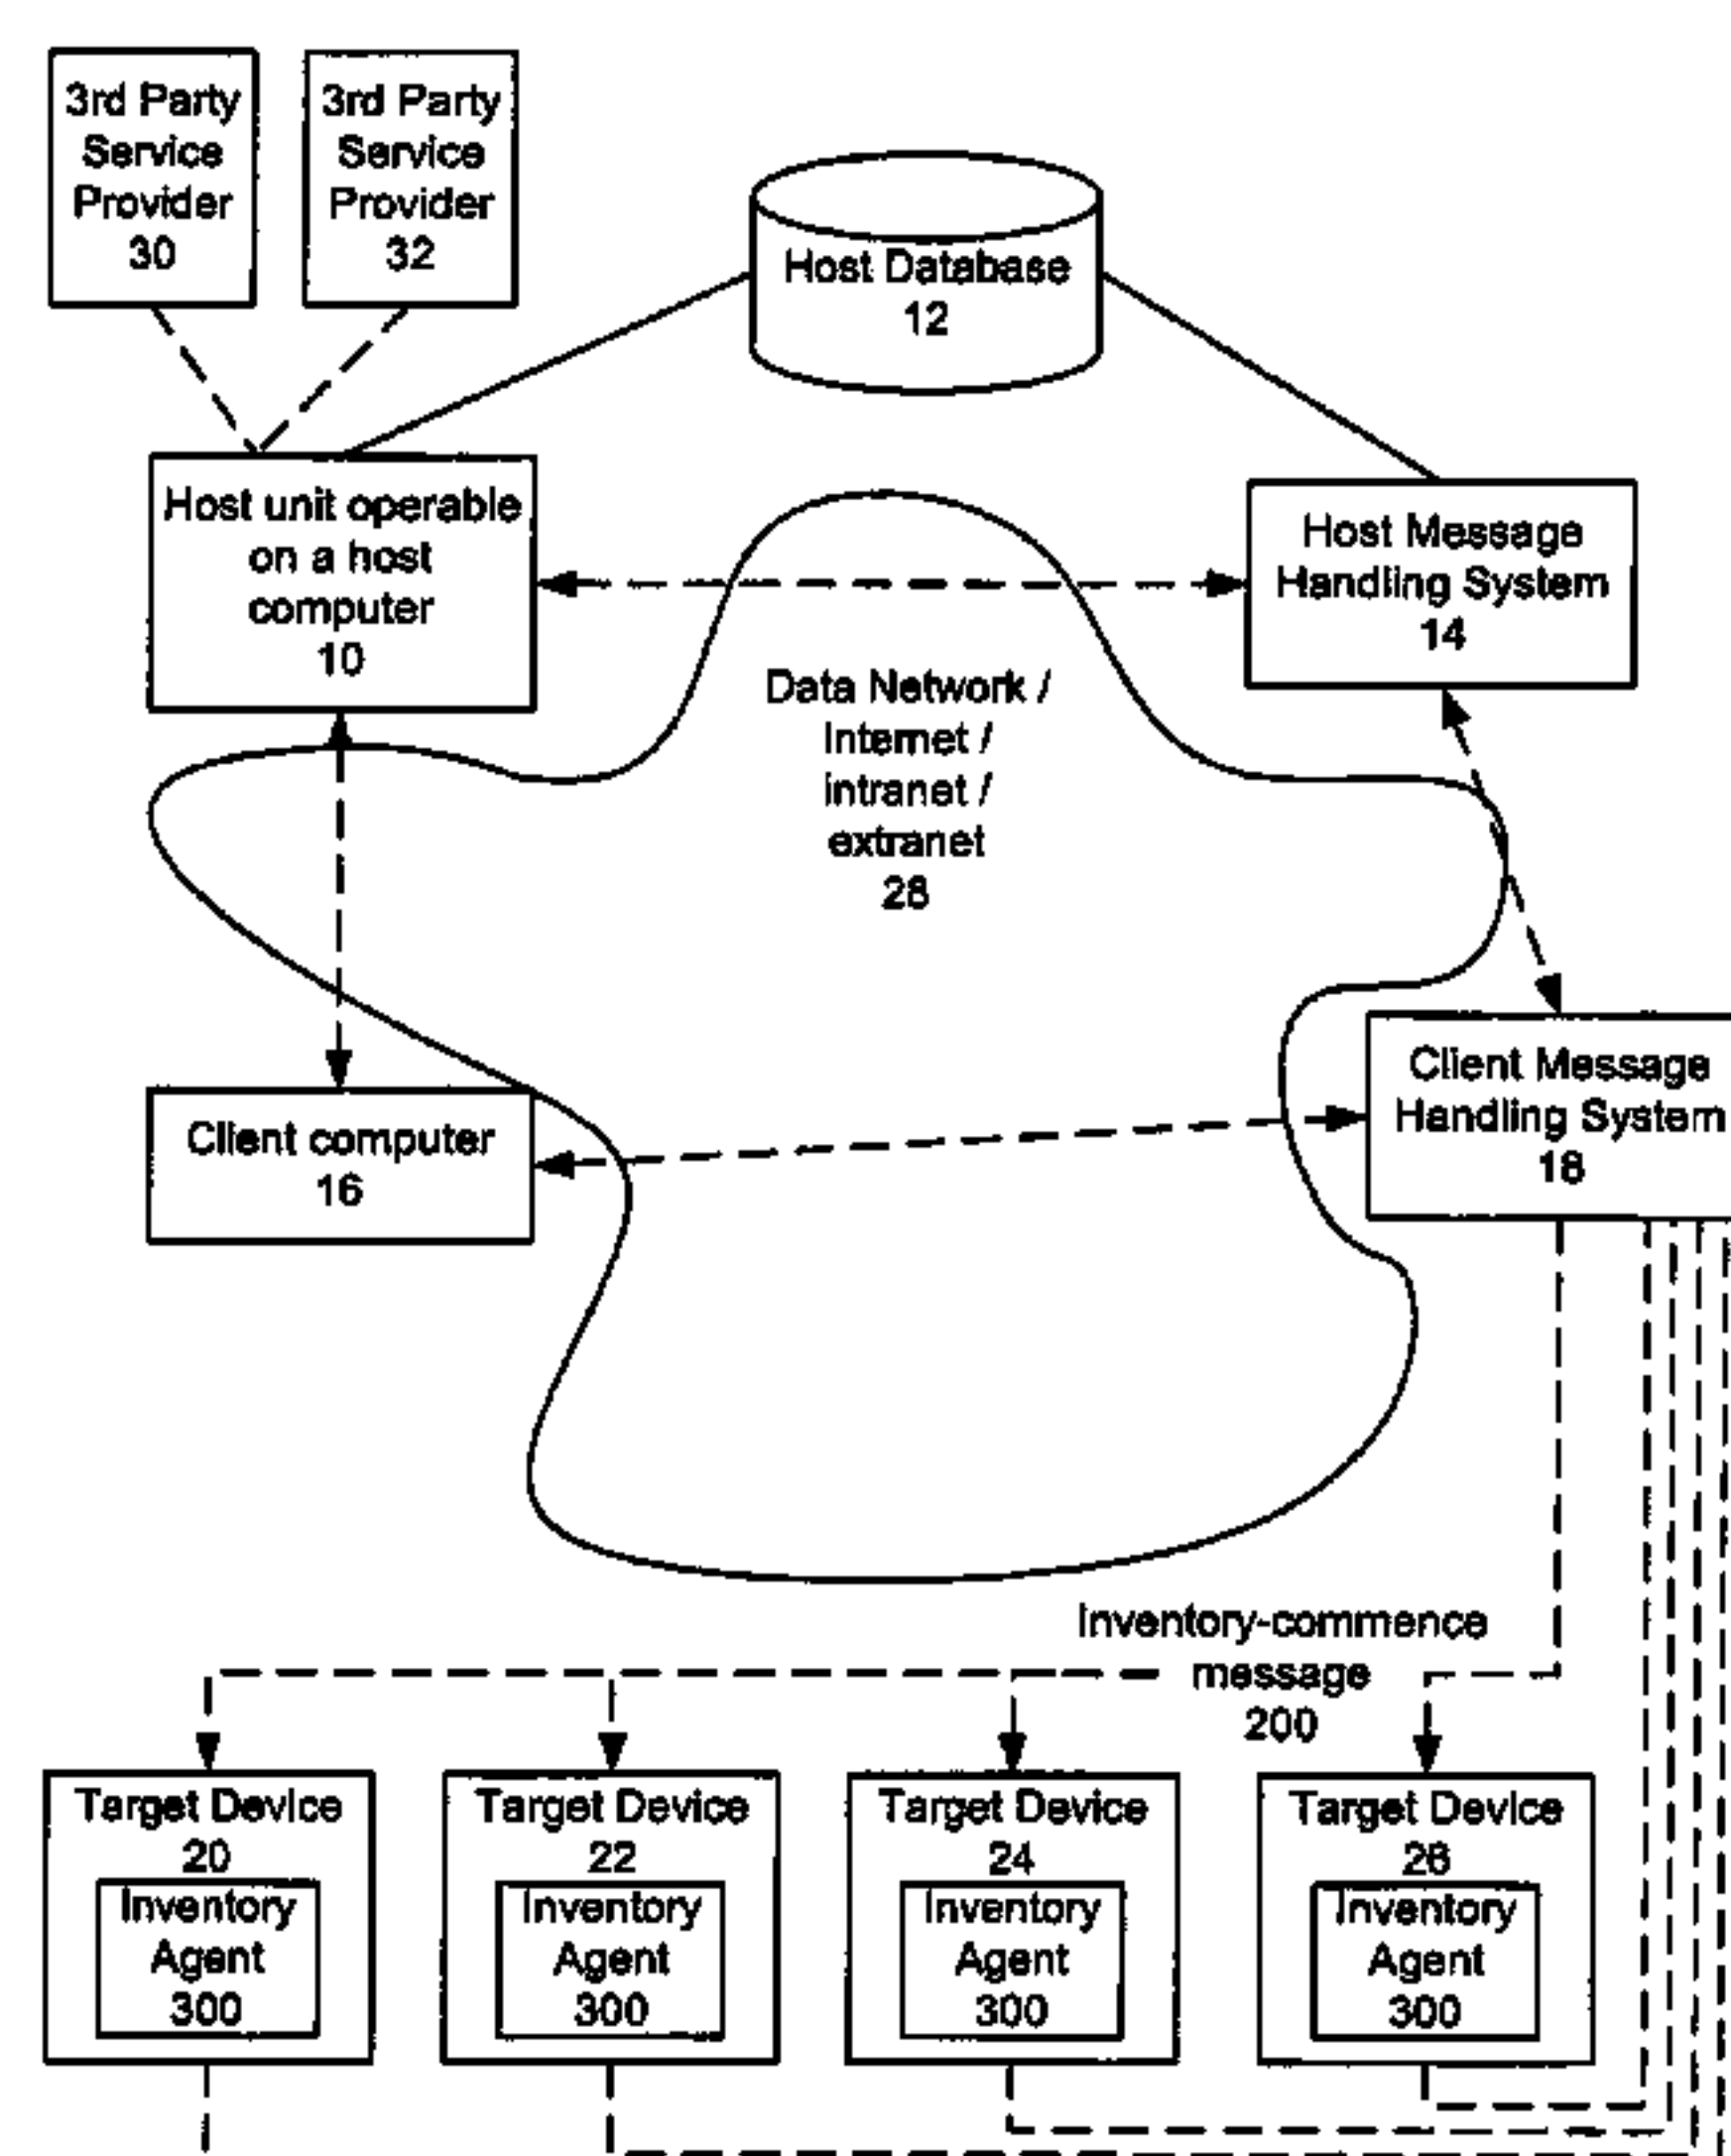 3rd Party
Service
Provider
30
3rd Party
Service
Provider
32
Host Database
12
Host unit operable
on a host
computer
10
Host Message
Handling System
14
Data Network /
Internet /
intranet /
extranet
28
Client Message
Handling System
18
Client computer
16
Inventory-commence
message
200
Target Device
20
Inventory
Agent
300
Target Device
22
Inventory
Agent
300
Target Device
24
Inventory
Agent
300
Target Device
26
Inventory
Agent
300